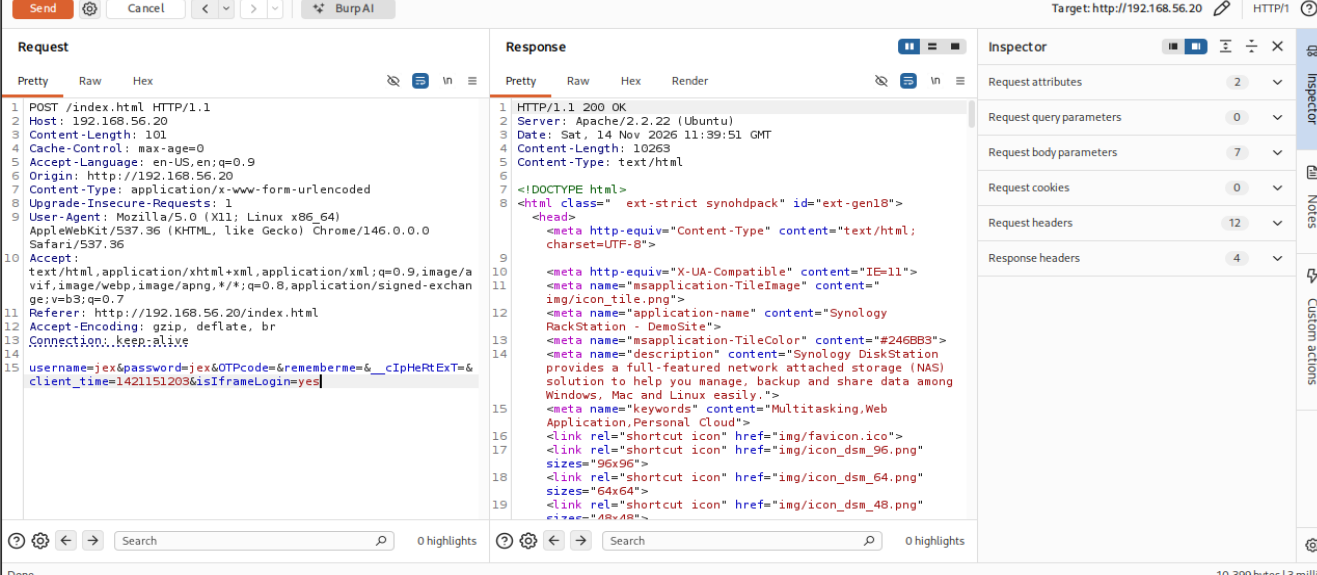 Send Cancel Burp AI Target: http://192.168.56.20 HTTP/1
Request
Pretty Raw Hex \n
1 POST /index.html HTTP/1.1
2 Host: 192.168.56.20
3 Content-Length: 101
4 Cache-Control: max-age=0
5 Accept-Language: en-US,en;q=0.9
6 Origin: http://192.168.56.20
7 Content-Type: application/x-www-form-urlencoded
8 Upgrade-Insecure-Requests: 1
9 User-Agent: Mozilla/5.0 (X11; Linux x86_64)
AppleWebKit/537.36 (KHTML, like Gecko) Chrome/146.0.0.0
Safari/537.36
10 Accept:
text/html,application/xhtml+xml,application/xml;q=0.9,image/a
vif,image/webp,image/apng,*/*;q=0.8,application/signed-exchan
ge;v=b3;q=0.7
11 Referer: http://192.168.56.20/index.html
12 Accept-Encoding: gzip, deflate, br
13 Connection: keep-alive
14
15 username=jex&password=jex&OTPcode=&rememberme=&__cIpHeRtExT=&
client_time=1421151203&isIframeLogin=yes
Search 0 highlights
Response
Pretty Raw Hex Render \n
1 HTTP/1.1 200 OK
2 Server: Apache/2.2.22 (Ubuntu)
3 Date: Sat, 14 Nov 2026 11:39:51 GMT
4 Content-Length: 10263
5 Content-Type: text/html
6
7 <!DOCTYPE html>
8 <html class="  ext-strict synohdpack" id="ext-gen18">
<head>
<meta http-equiv="Content-Type" content="text/html;
charset=UTF-8">
9
10 <meta http-equiv="X-UA-Compatible" content="IE=11">
11 <meta name="msapplication-TileImage" content="
img/icon_tile.png">
12 <meta name="application-name" content="Synology
RackStation - DemoSite">
13 <meta name="msapplication-TileColor" content="#246BB3">
14 <meta name="description" content="Synology DiskStation
provides a full-featured network attached storage (NAS)
solution to help you manage, backup and share data among
Windows, Mac and Linux easily.">
15 <meta name="keywords" content="Multitasking,Web
Application,Personal Cloud">
16 <link rel="shortcut icon" href="img/favicon.ico">
17 <link rel="shortcut icon" href="img/icon_dsm_96.png"
sizes="96x96">
18 <link rel="shortcut icon" href="img/icon_dsm_64.png"
sizes="64x64">
19 <link rel="shortcut icon" href="img/icon_dsm_48.png"
sizes="48x48">
Search 0 highlights
Inspector
Request attributes 2
Request query parameters 0
Request body parameters 7
Request cookies 0
Request headers 12
Response headers 4
Inspector
Notes
Custom actions
Done
10,399 bytes |